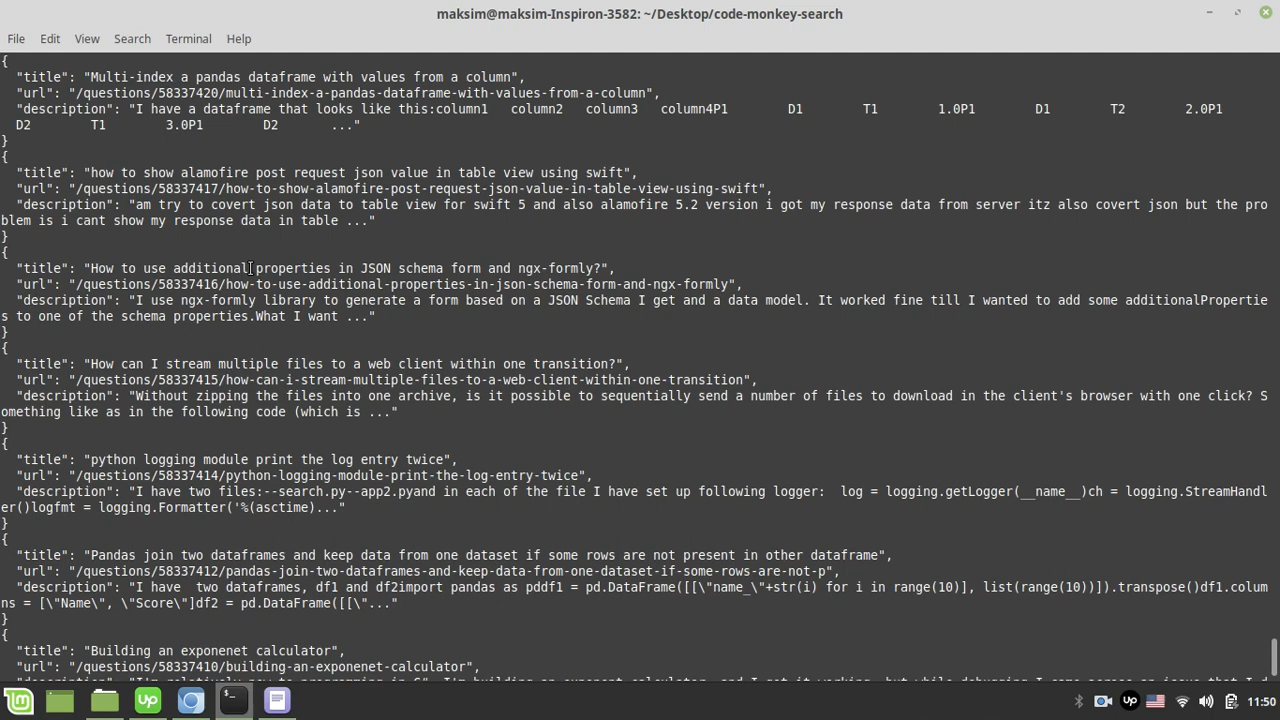 maksim@maksim-Inspiron-3582: ~/Desktop/code-monkey-search
File Edit View Search Terminal Help
{
"title": "Multi-index a pandas dataframe with values from a column",
"url": "/questions/58337420/multi-index-a-pandas-dataframe-with-values-from-a-column",
"description": "I have a dataframe that looks like this:column1 column2 column3 column4P1 D1 T1 1.0P1 D1 T2 2.0P1
D2 T1 3.0P1 D2 ..."
}
{
"title": "how to show alamofire post request json value in table view using swift",
"url": "/questions/58337417/how-to-show-alamofire-post-request-json-value-in-table-view-using-swift",
"description": "am try to covert json data to table view for swift 5 and also alamofire 5.2 version i got my response data from server itz also covert json but the pro
blem is i cant show my response data in table ..."
}
{
"title": "How to use additional properties in JSON schema form and ngx-formly?",
"url": "/questions/58337416/how-to-use-additional-properties-in-json-schema-form-and-ngx-formly",
"description": "I use ngx-formly library to generate a form based on a JSON Schema I get and a data model. It worked fine till I wanted to add some additionalPropertie
s to one of the schema properties.What I want ..."
}
{
"title": "How can I stream multiple files to a web client within one transition?",
"url": "/questions/58337415/how-can-i-stream-multiple-files-to-a-web-client-within-one-transition",
"description": "Without zipping the files into one archive, is it possible to sequentially send a number of files to download in the client's browser with one click? S
omething like as in the following code (which is ..."
}
{
"title": "python logging module print the log entry twice",
"url": "/questions/58337414/python-logging-module-print-the-log-entry-twice",
"description": "I have two files:--search.py--app2.pyand in each of the file I have set up following logger:  log = logging.getLogger(__name__)ch = logging.StreamHandl
er()logfmt = logging.Formatter('%(asctime)..."
}
{
"title": "Pandas join two dataframes and keep data from one dataset if some rows are not present in other dataframe",
"url": "/questions/58337412/pandas-join-two-dataframes-and-keep-data-from-one-dataset-if-some-rows-are-not-p",
"description": "I have  two dataframes, df1 and df2import pandas as pddf1 = pd.DataFrame([[\"name_\"+str(i) for i in range(10)], list(range(10))]).transpose()df1.colum
ns = [\"Name\", \"Score\"]df2 = pd.DataFrame([[\"..."
}
{
"title": "Building an exponenet calculator",
"url": "/questions/58337410/building-an-exponenet-calculator",
up
up
11:50